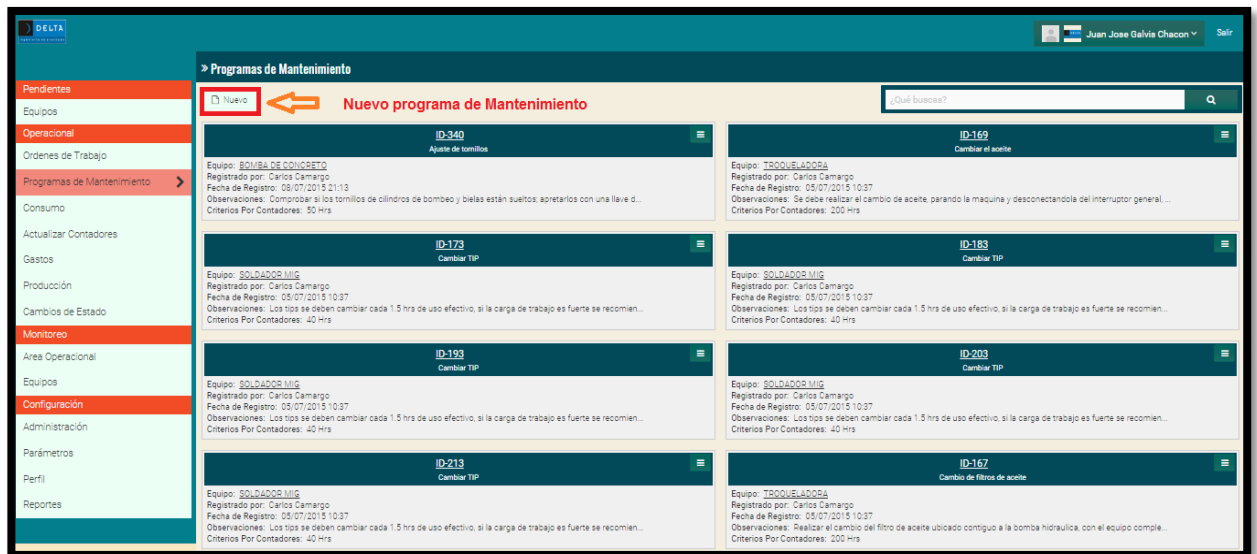 DELTA
Juan Jose Galvis Chacon
Salir
» Programas de Mantenimiento
Pendientes
Equipos
Operacional
Ordenes de Trabajo
Programas de Mantenimiento
Consumo
Actualizar Contadores
Gastos
Producción
Cambios de Estado
Monitoreo
Area Operacional
Equipos
Configuración
Administración
Parámetros
Perfil
Reportes
Nuevo
Nuevo programa de Mantenimiento
¿Qué buscas?
ID-340
Ajuste de tornillos
Equipo: BOMBA DE CONCRETO
Registrado por: Carlos Camargo
Fecha de Registro: 08/07/2015 21:13
Observaciones: Comprobar si los tornillos de cilindros de bombeo y bielas están sueltos; apretarlos con una llave d...
Criterios Por Contadores: 50 Hrs
ID-169
Cambiar el aceite
Equipo: TROQUELADORA
Registrado por: Carlos Camargo
Fecha de Registro: 05/07/2015 10:37
Observaciones: Se debe realizar el cambio de aceite, parando la maquina y desconectandola del interruptor general, ...
Criterios Por Contadores: 200 Hrs
ID-173
Cambiar TIP
Equipo: SOLDADOR MIG
Registrado por: Carlos Camargo
Fecha de Registro: 05/07/2015 10:37
Observaciones: Los tips se deben cambiar cada 1.5 hrs de uso efectivo, si la carga de trabajo es fuerte se recomien...
Criterios Por Contadores: 40 Hrs
ID-183
Cambiar TIP
Equipo: SOLDADOR MIG
Registrado por: Carlos Camargo
Fecha de Registro: 05/07/2015 10:37
Observaciones: Los tips se deben cambiar cada 1.5 hrs de uso efectivo, si la carga de trabajo es fuerte se recomien...
Criterios Por Contadores: 40 Hrs
ID-193
Cambiar TIP
Equipo: SOLDADOR MIG
Registrado por: Carlos Camargo
Fecha de Registro: 05/07/2015 10:37
Observaciones: Los tips se deben cambiar cada 1.5 hrs de uso efectivo, si la carga de trabajo es fuerte se recomien...
Criterios Por Contadores: 40 Hrs
ID-203
Cambiar TIP
Equipo: SOLDADOR MIG
Registrado por: Carlos Camargo
Fecha de Registro: 05/07/2015 10:37
Observaciones: Los tips se deben cambiar cada 1.5 hrs de uso efectivo, si la carga de trabajo es fuerte se recomien...
Criterios Por Contadores: 40 Hrs
ID-213
Cambiar TIP
Equipo: SOLDADOR MIG
Registrado por: Carlos Camargo
Fecha de Registro: 05/07/2015 10:37
Observaciones: Los tips se deben cambiar cada 1.5 hrs de uso efectivo, si la carga de trabajo es fuerte se recomien...
Criterios Por Contadores: 40 Hrs
ID-167
Cambio de filtros de aceite
Equipo: TROQUELADORA
Registrado por: Carlos Camargo
Fecha de Registro: 05/07/2015 10:37
Observaciones: Realizar el cambio del filtro de aceite ubicado contiguo a la bomba hidraulica, con el equipo comple...
Criterios Por Contadores: 200 Hrs